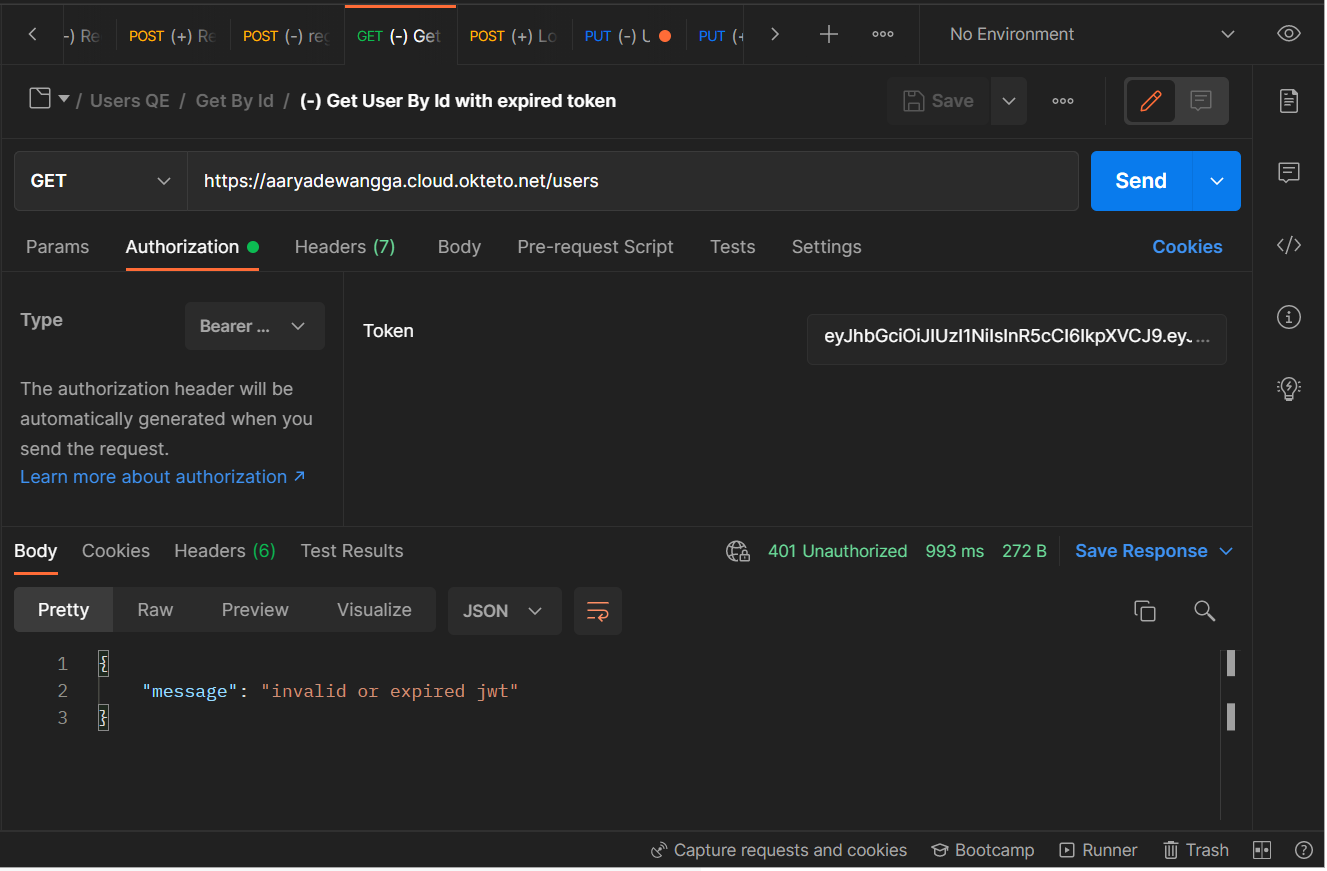 -) Re POST (+) Re POST (-) reg GET (-) Get POST (+) Lo PUT (-) U PUT (+ No Environment
/ Users QE / Get By Id / (-) Get User By Id with expired token Save
GET https://aaryadewangga.cloud.okteto.net/users Send
Params Authorization Headers (7) Body Pre-request Script Tests Settings Cookies
Type Bearer ... Token eyJhbGciOiJIUzI1NiIsInR5cCI6IkpXVCJ9.eyJ...
The authorization header will be
automatically generated when you
send the request.
Learn more about authorization
Body Cookies Headers (6) Test Results 401 Unauthorized 993 ms 272 B Save Response
Pretty Raw Preview Visualize JSON
1 {
2 "message": "invalid or expired jwt"
3 }
Capture requests and cookies Bootcamp Runner Trash